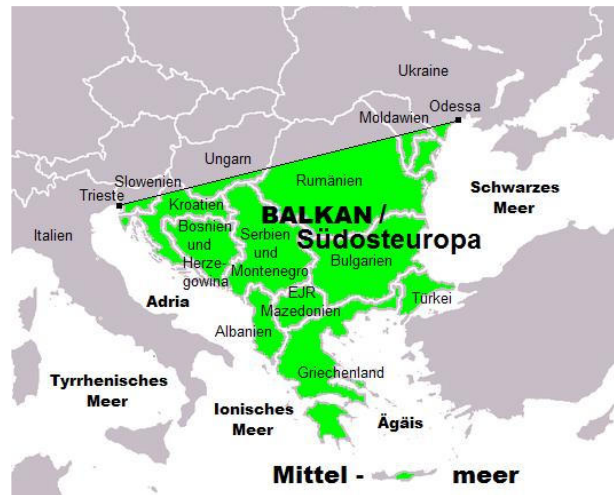 Ukraine
Odessa
Moldawien
Ungarn
Slowenien
Trieste
Rumänien
Schwarzes
Meer
Kroatien
BALKAN /
Südosteuropa
Italien
Bosnien
und
Herze-
gowina
Serbien
und
Montenegro
Bulgarien
Adria
EJR
Mazedonien
Türkei
Albanien
Griechenland
Tyrrhenisches
Meer
Ionisches
Meer
Ägäis
Mittel - meer